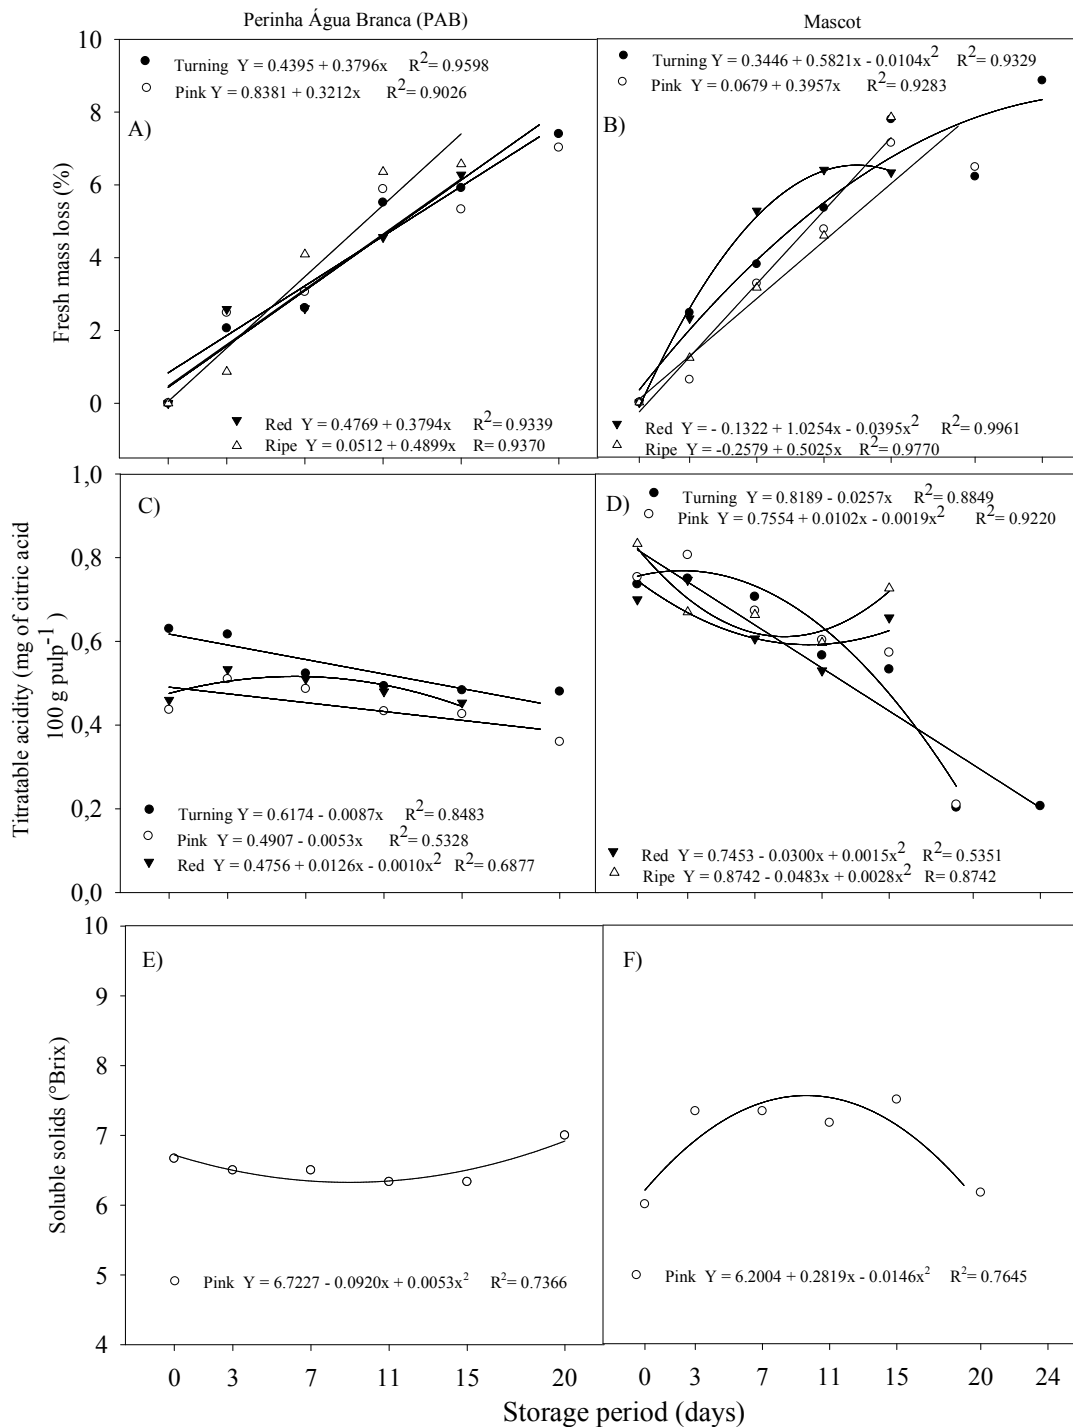 Perinha Água Branca (PAB)
Mascot
10
8
6
4
2
0
Fresh mass loss (%)
A)
Turning Y = 0.4395 + 0.3796x R²= 0.9598
Pink Y = 0.8381 + 0.3212x R²= 0.9026
Red Y = 0.4769 + 0.3794x R²= 0.9339
Ripe Y = 0.0512 + 0.4899x R= 0.9370
B)
Turning Y = 0.3446 + 0.5821x - 0.0104x² R²= 0.9329
Pink Y = 0.0679 + 0.3957x R²= 0.9283
Red Y = - 0.1322 + 1.0254x - 0.0395x² R²= 0.9961
Ripe Y = -0.2579 + 0.5025x R²= 0.9770
1,0
0,8
0,6
0,4
0,2
0,0
Titratable acidity (mg of citric acid
100 g pulp⁻¹
C)
Turning Y = 0.6174 - 0.0087x R²= 0.8483
Pink Y = 0.4907 - 0.0053x R²= 0.5328
Red Y = 0.4756 + 0.0126x - 0.0010x² R²= 0.6877
D)
Turning Y = 0.8189 - 0.0257x R²= 0.8849
Pink Y = 0.7554 + 0.0102x - 0.0019x² R²= 0.9220
Red Y = 0.7453 - 0.0300x + 0.0015x² R²= 0.5351
Ripe Y = 0.8742 - 0.0483x + 0.0028x² R= 0.8742
10
9
8
7
6
5
4
Soluble solids (°Brix)
E)
Pink Y = 6.7227 - 0.0920x + 0.0053x² R²= 0.7366
F)
Pink Y = 6.2004 + 0.2819x - 0.0146x² R²= 0.7645
0 3 7 11 15 20
0 3 7 11 15 20 24
Storage period (days)